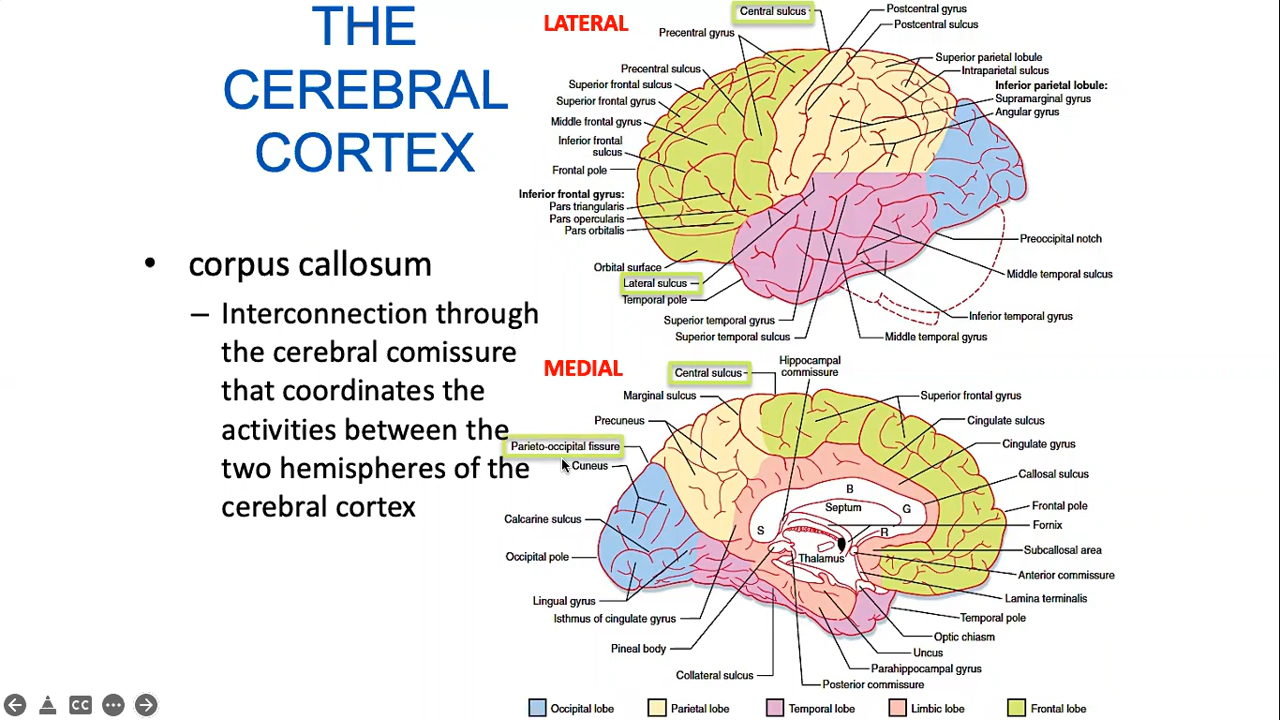 THE
CEREBRAL
CORTEX
• corpus callosum
– Interconnection through
the cerebral comissure
that coordinates the
activities between the
two hemispheres of the
cerebral cortex
LATERAL
Central sulcus
Postcentral gyrus
Postcentral sulcus
Precentral gyrus
Precentral sulcus
Superior frontal sulcus
Superior frontal gyrus
Middle frontal gyrus
Inferior frontal
sulcus
Frontal pole
Inferior frontal gyrus:
Pars triangularis
Pars opercularis
Pars orbitalis
Orbital surface
Lateral sulcus
Temporal pole
Superior temporal gyrus
Superior temporal sulcus
Superior parietal lobule
Intraparietal sulcus
Inferior parietal lobule:
Supramarginal gyrus
Angular gyrus
Preoccipital notch
Middle temporal sulcus
Inferior temporal gyrus
Middle temporal gyrus
MEDIAL
Central sulcus
Hippocampal
commissure
Marginal sulcus
Precuneus
Parieto-occipital fissure
Cuneus
Calcarine sulcus
Occipital pole
Lingual gyrus
Isthmus of cingulate gyrus
Pineal body
Collateral sulcus
Superior frontal gyrus
Cingulate sulcus
Cingulate gyrus
Callosal sulcus
Frontal pole
Fornix
Subcallosal area
Anterior commissure
Lamina terminalis
Temporal pole
Optic chiasm
Uncus
Parahippocampal gyrus
Posterior commissure
B
Septum
G
S
R
Thalamus
CC
Occipital lobe
Parietal lobe
Temporal lobe
Limbic lobe
Frontal lobe